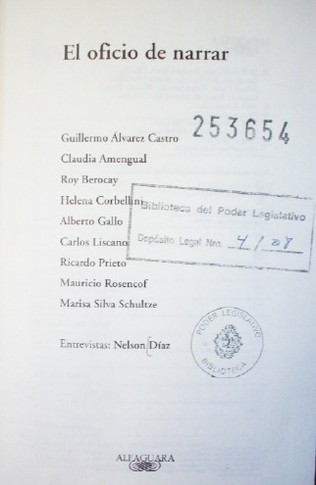 El oficio de narrar
253654
Guillermo Álvarez Castro
Claudia Amengual
Roy Berocay
Helena Corbellini
Alberto Gallo
Carlos Liscano
Ricardo Prieto
Mauricio Rosencof
Marisa Silva Schultze
Biblioteca del Poder Legislativo
Depósito Legal Nro. 4/08
Entrevistas: Nelson Díaz
PODER LEGISLATIVO
BIBLIOTECA
ALFAGUARA